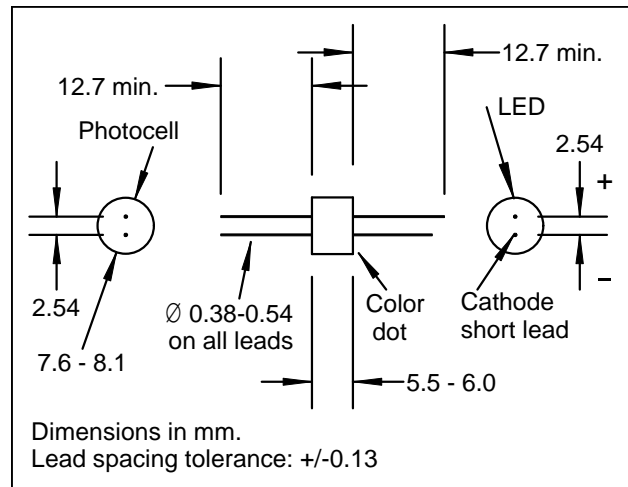 12.7 min.
12.7 min.
Photocell
LED
2.54
+
2.54
–
Ø 0.38-0.54
on all leads
Color
dot
Cathode
short lead
7.6 - 8.1
5.5 - 6.0
Dimensions in mm.
Lead spacing tolerance: +/-0.13